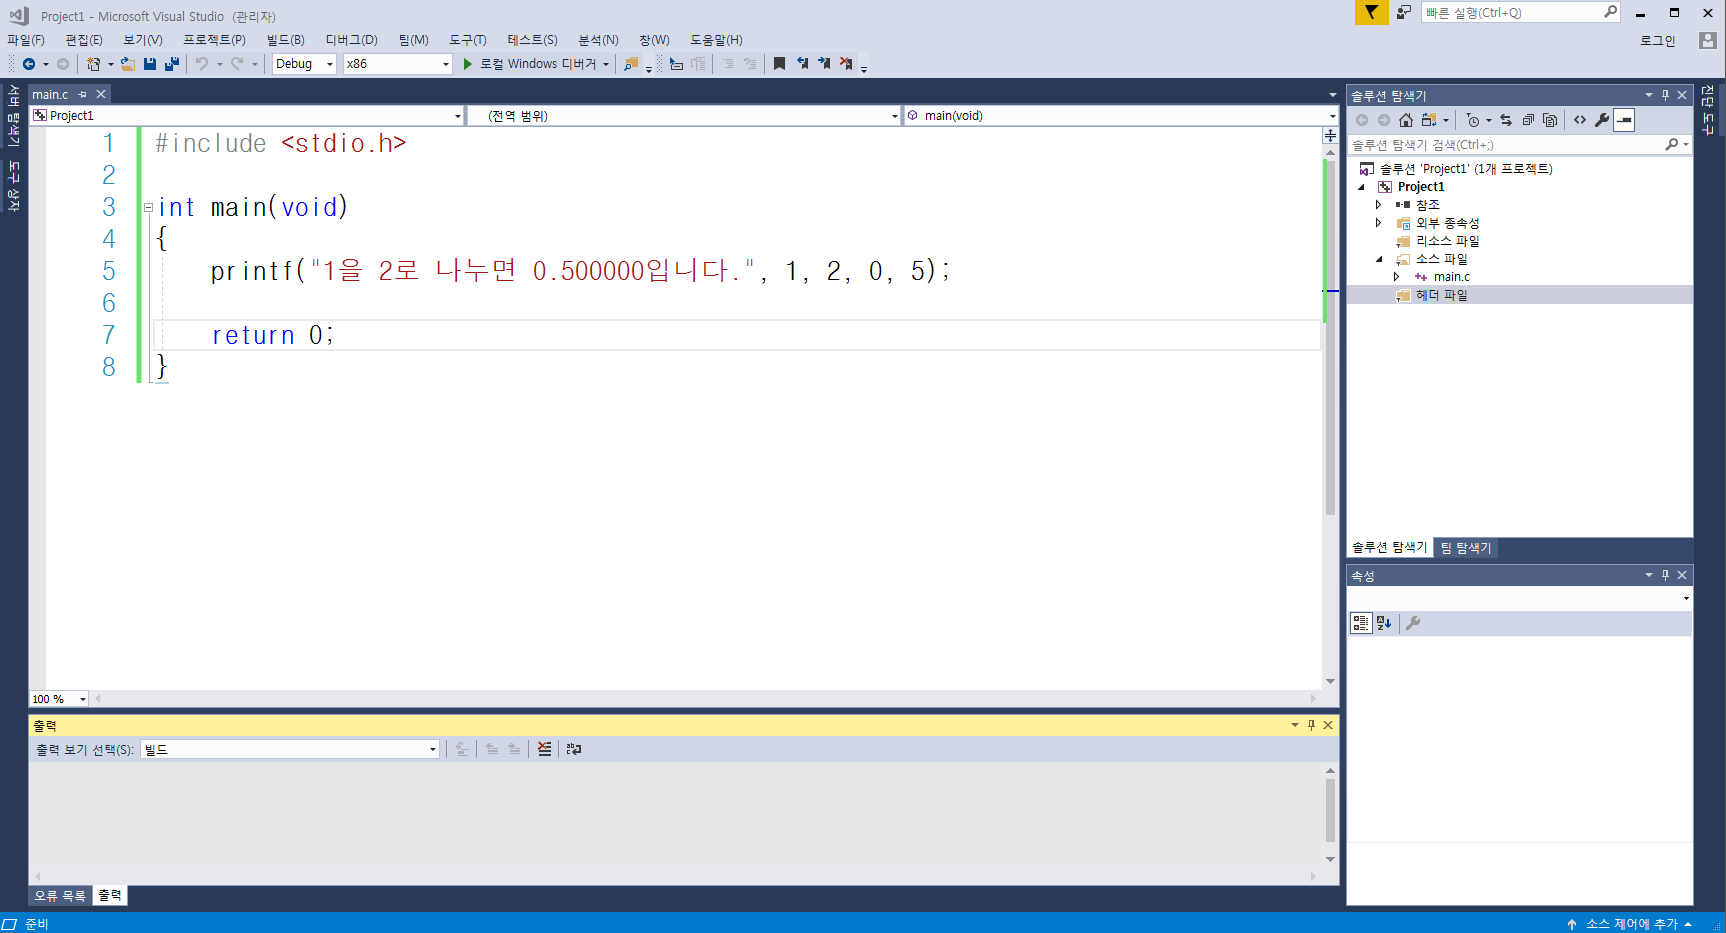 Project1 - Microsoft Visual Studio (관리자)
빠른 실행(Ctrl+Q)
파일(F) 편집(E) 보기(V) 프로젝트(P) 빌드(B) 디버그(D) 팀(M) 도구(T) 테스트(S) 분석(N) 창(W) 도움말(H)
로그인
Debug x86 로컬 Windows 디버거
서버 탐색기
도구 상자
main.c
Project1 (전역 범위) main(void)
1 #include <stdio.h>
2
3 int main(void)
4 {
5 printf("1을 2로 나누면 0.500000입니다.", 1, 2, 0, 5);
6
7 return 0;
8 }
100 %
출력
출력 보기 선택(S): 빌드
오류 목록 출력
준비
솔루션 탐색기
솔루션 탐색기 검색(Ctrl+;)
솔루션 'Project1' (1개 프로젝트)
Project1
참조
외부 종속성
리소스 파일
소스 파일
main.c
헤더 파일
솔루션 탐색기 팀 탐색기
속성
진단 도구
소스 제어에 추가